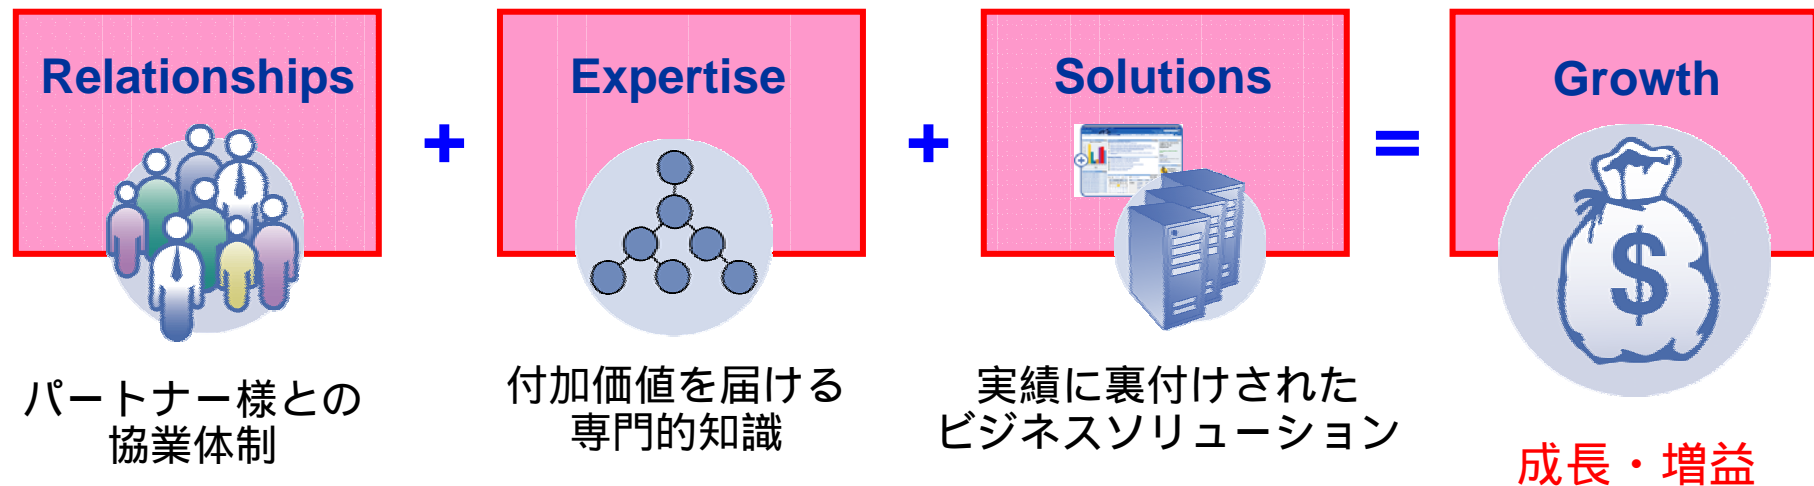 Relationships
+
Expertise
+
Solutions
=
Growth
$
パートナー様との
協業体制
付加価値を届ける
専門的知識
実績に裏付けされた
ビジネスソリューション
成長・増益